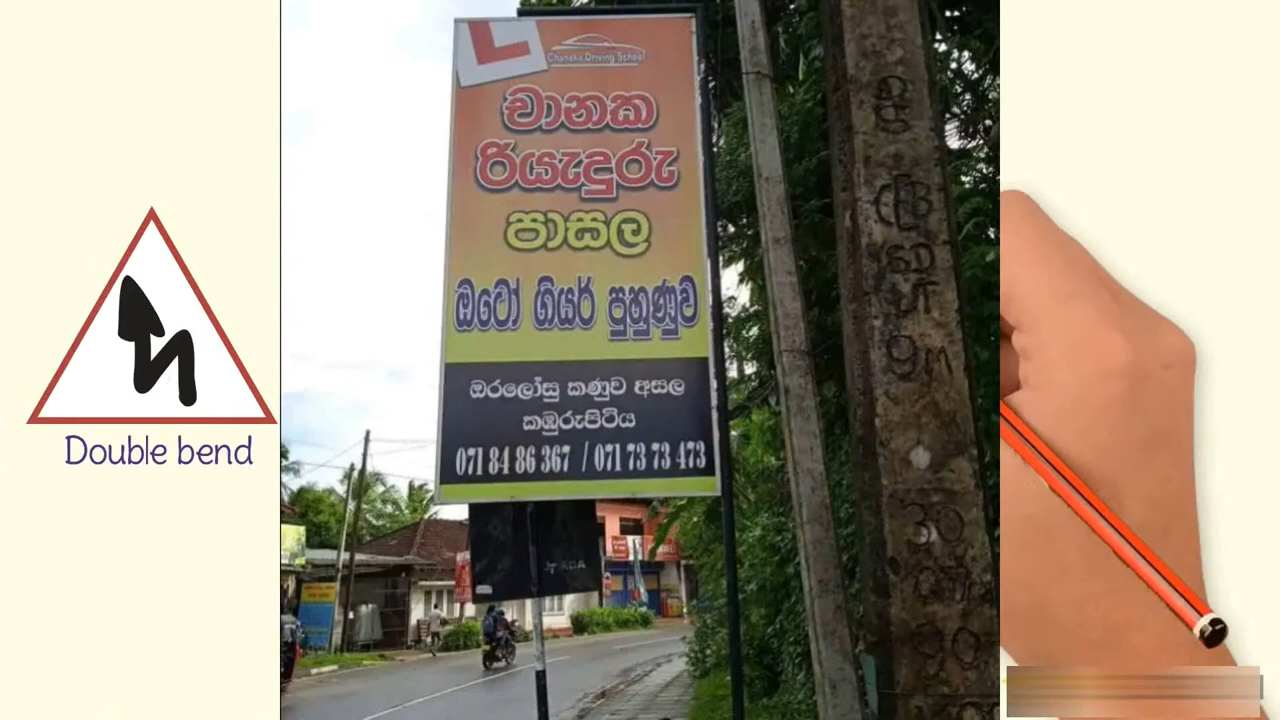 Double bend
L
Chanaka Driving School
චානක
රියැදුරු
පාසල
ඔටෝ ගියර් පුහුණුව
ඔරලෝසු කණුව අසල
කඹුරුපිටිය
071 84 86 367 / 071 73 73 473